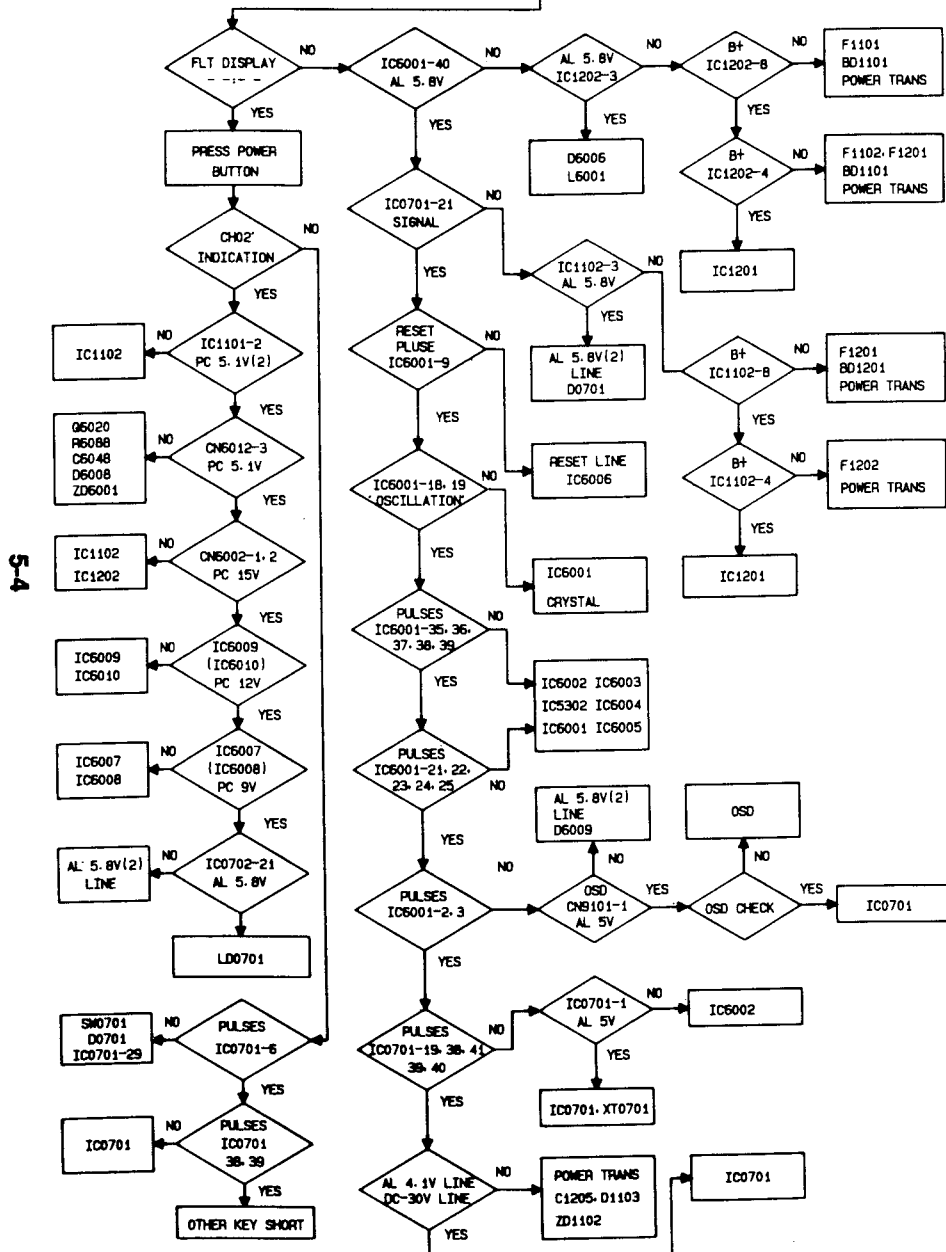 FLT DISPLAY
--:--
NO
YES
PRESS POWER
BUTTON
CH02'
INDICATION
NO
YES
IC1101-2
PC 5.1V(2)
NO
IC1102
YES
CN6012-3
PC 5.1V
NO
Q6020
R6088
C6048
D6008
ZD6001
YES
CN6002-1,2
PC 15V
NO
IC1102
IC1202
YES
IC6009
(IC6010)
PC 12V
NO
IC6009
IC6010
YES
IC6007
(IC6008)
PC 9V
NO
IC6007
IC6008
YES
IC0702-21
AL 5.8V
NO
AL 5.8V(2)
LINE
YES
LD0701
PULSES
IC0701-6
NO
SW0701
D0701
IC0701-29
YES
PULSES
IC0701
38,39
NO
IC0701
YES
OTHER KEY SHORT
IC6001-40
AL 5.8V
NO
YES
AL 5.8V
IC1202-3
NO
YES
D6006
L6001
B+
IC1202-8
NO
F1101
BD1101
POWER TRANS
YES
B+
IC1202-4
NO
F1102,F1201
BD1101
POWER TRANS
YES
IC1201
IC0701-21
SIGNAL
NO
YES
IC1102-3
AL 5.8V
NO
YES
AL 5.8V(2)
LINE
D0701
B+
IC1102-8
NO
F1201
BD1201
POWER TRANS
YES
B+
IC1102-4
NO
F1202
POWER TRANS
YES
IC1201
RESET
PLUSE
IC6001-9
NO
YES
RESET LINE
IC6006
IC6001-18,19
'OSCILLATION'
NO
YES
IC6001
CRYSTAL
PULSES
IC6001-35,36,
37,38,39
NO
YES
IC6002 IC6003
IC5302 IC6004
IC6001 IC6005
PULSES
IC6001-21,22,
23,24,25
NO
YES
PULSES
IC6001-2,3
NO
YES
OSD
CN9101-1
AL 5V
NO
AL 5.8V(2)
LINE
D6009
YES
OSD CHECK
NO
OSD
YES
IC0701
PULSES
IC0701-19,38,41
39,40
NO
YES
IC0701-1
AL 5V
NO
IC6002
YES
IC0701,XT0701
AL 4.1V LINE
DC-30V LINE
NO
POWER TRANS
C1205,D1103
ZD1102
YES
IC0701
5-4